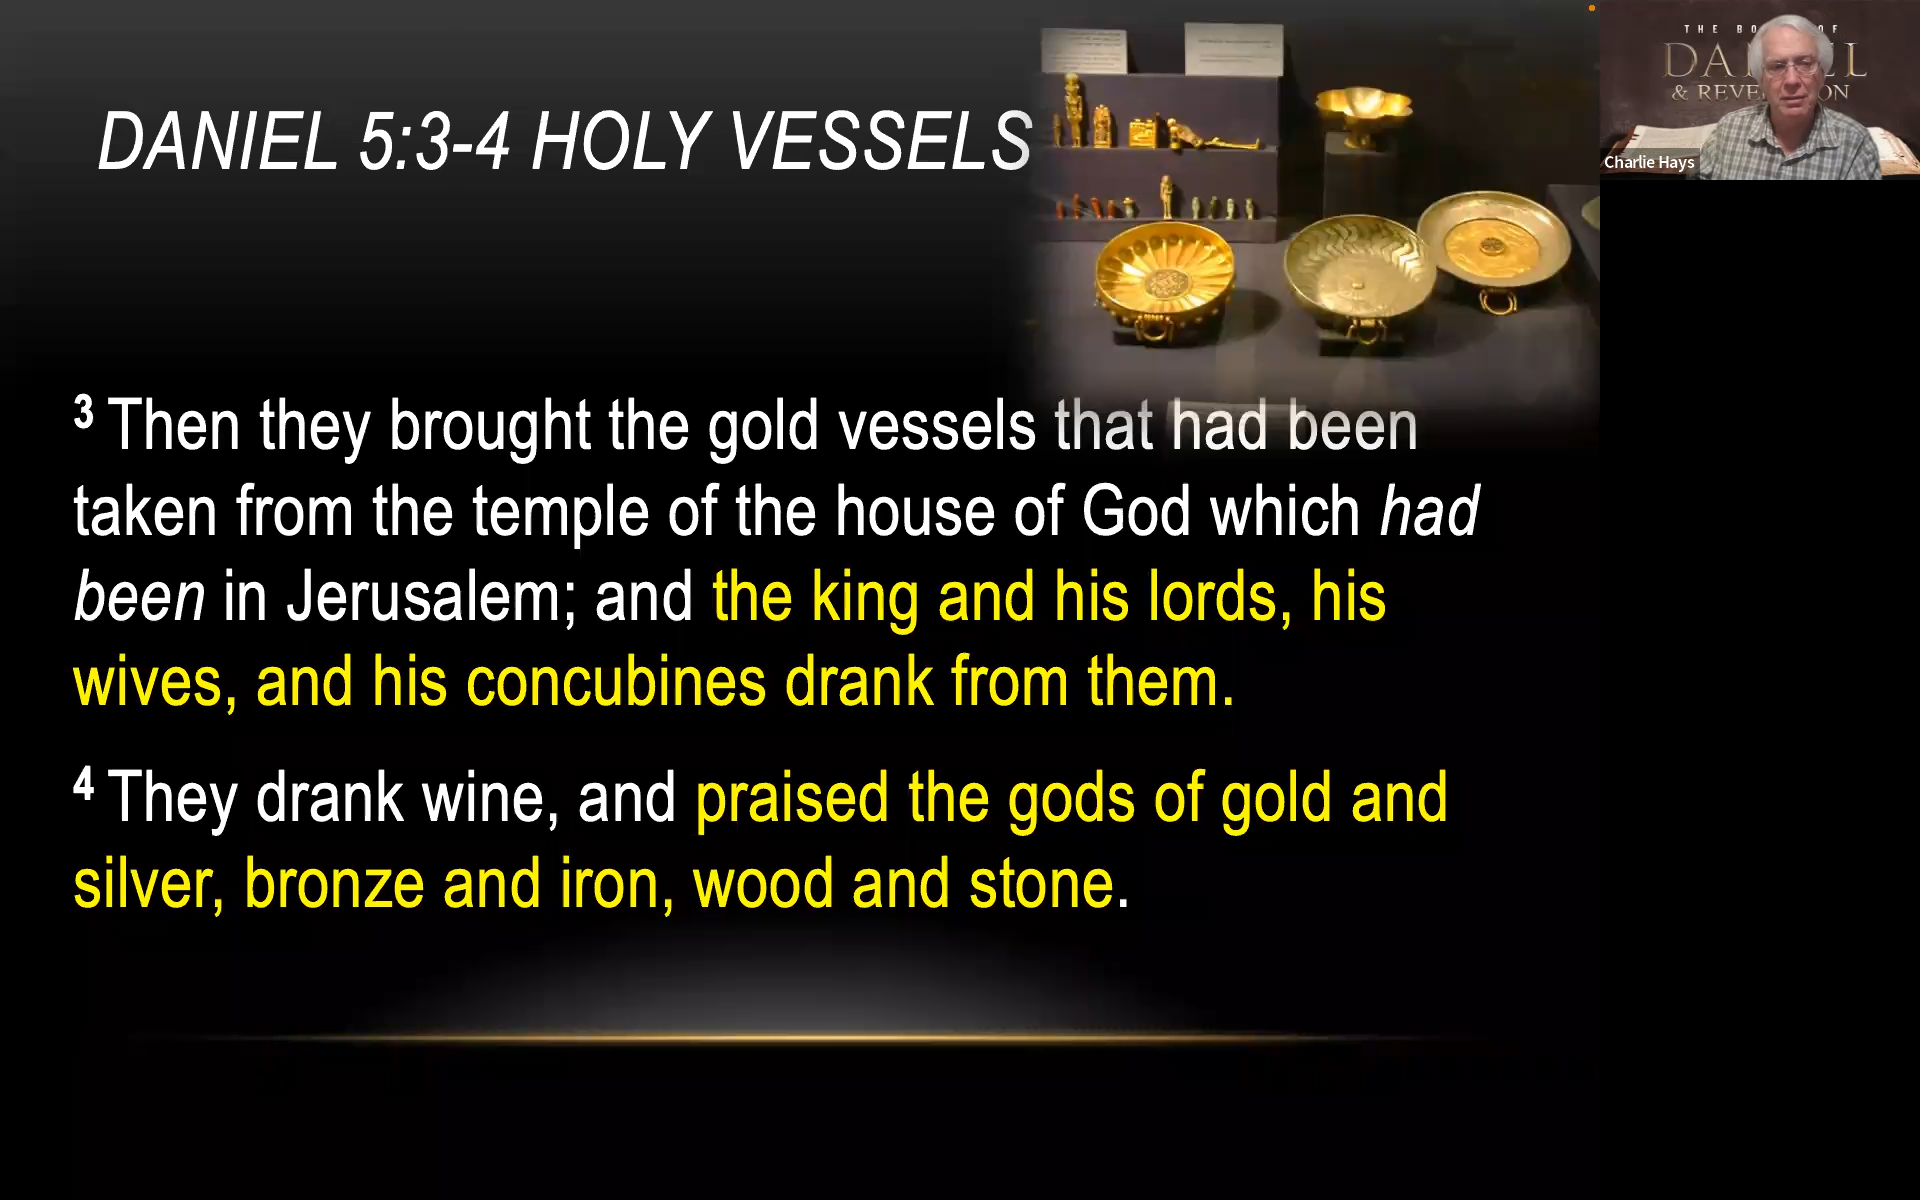 DANIEL 5:3-4 HOLY VESSELS
3 Then they brought the gold vessels that had been
taken from the temple of the house of God which had
been in Jerusalem; and the king and his lords, his
wives, and his concubines drank from them.
4 They drank wine, and praised the gods of gold and
silver, bronze and iron, wood and stone.
Charlie Hays